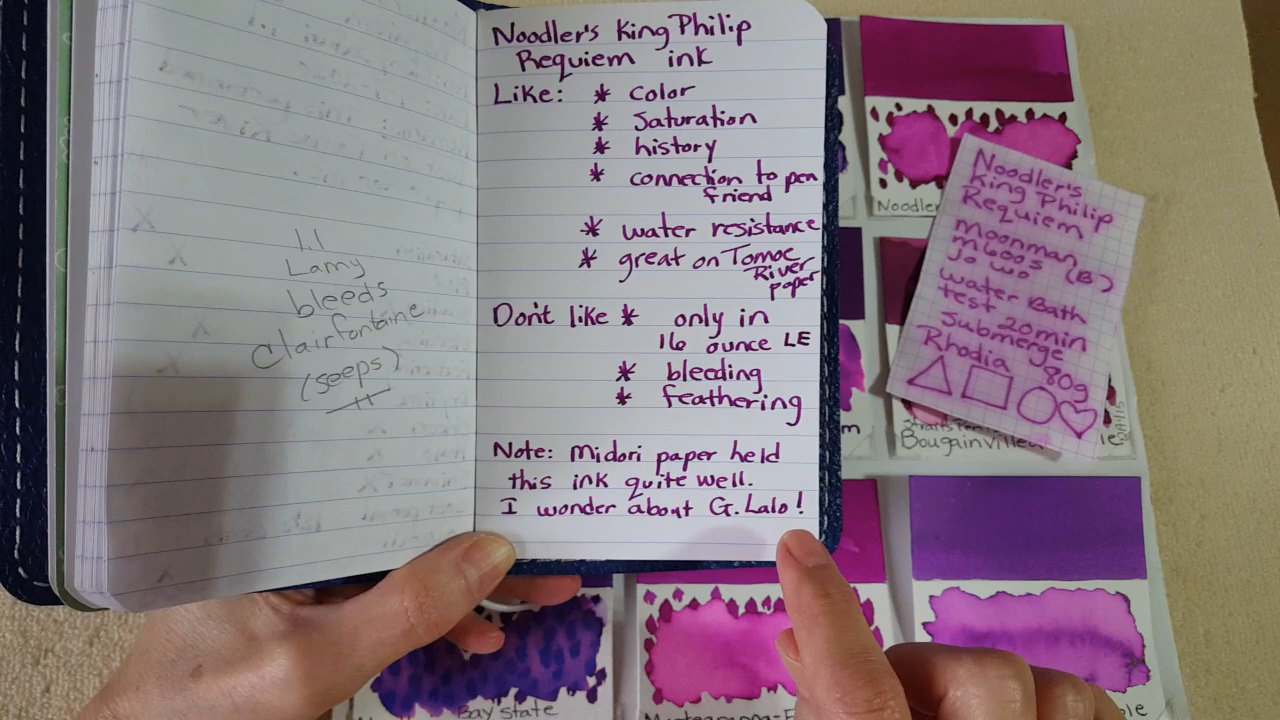 Noodler's King Philip
Requiem ink
Like: * color
* Saturation
* history
* connection to pen
friend
* water resistance
* great on Tomoe
River
paper
Don't like * only in
16 ounce LE
* bleeding
* feathering
Note: Midori paper held
this ink quite well.
I wonder about G. Lalo!
1.1
Lamy
bleeds
Clairfontaine
(seeps)
Noodler's
King Philip
Requiem
Moonman
M600s (B)
Jo Wo
Water Bath
test 20min
Submerge
Rhodia 80g
Noodler
Bougainville
Bay State